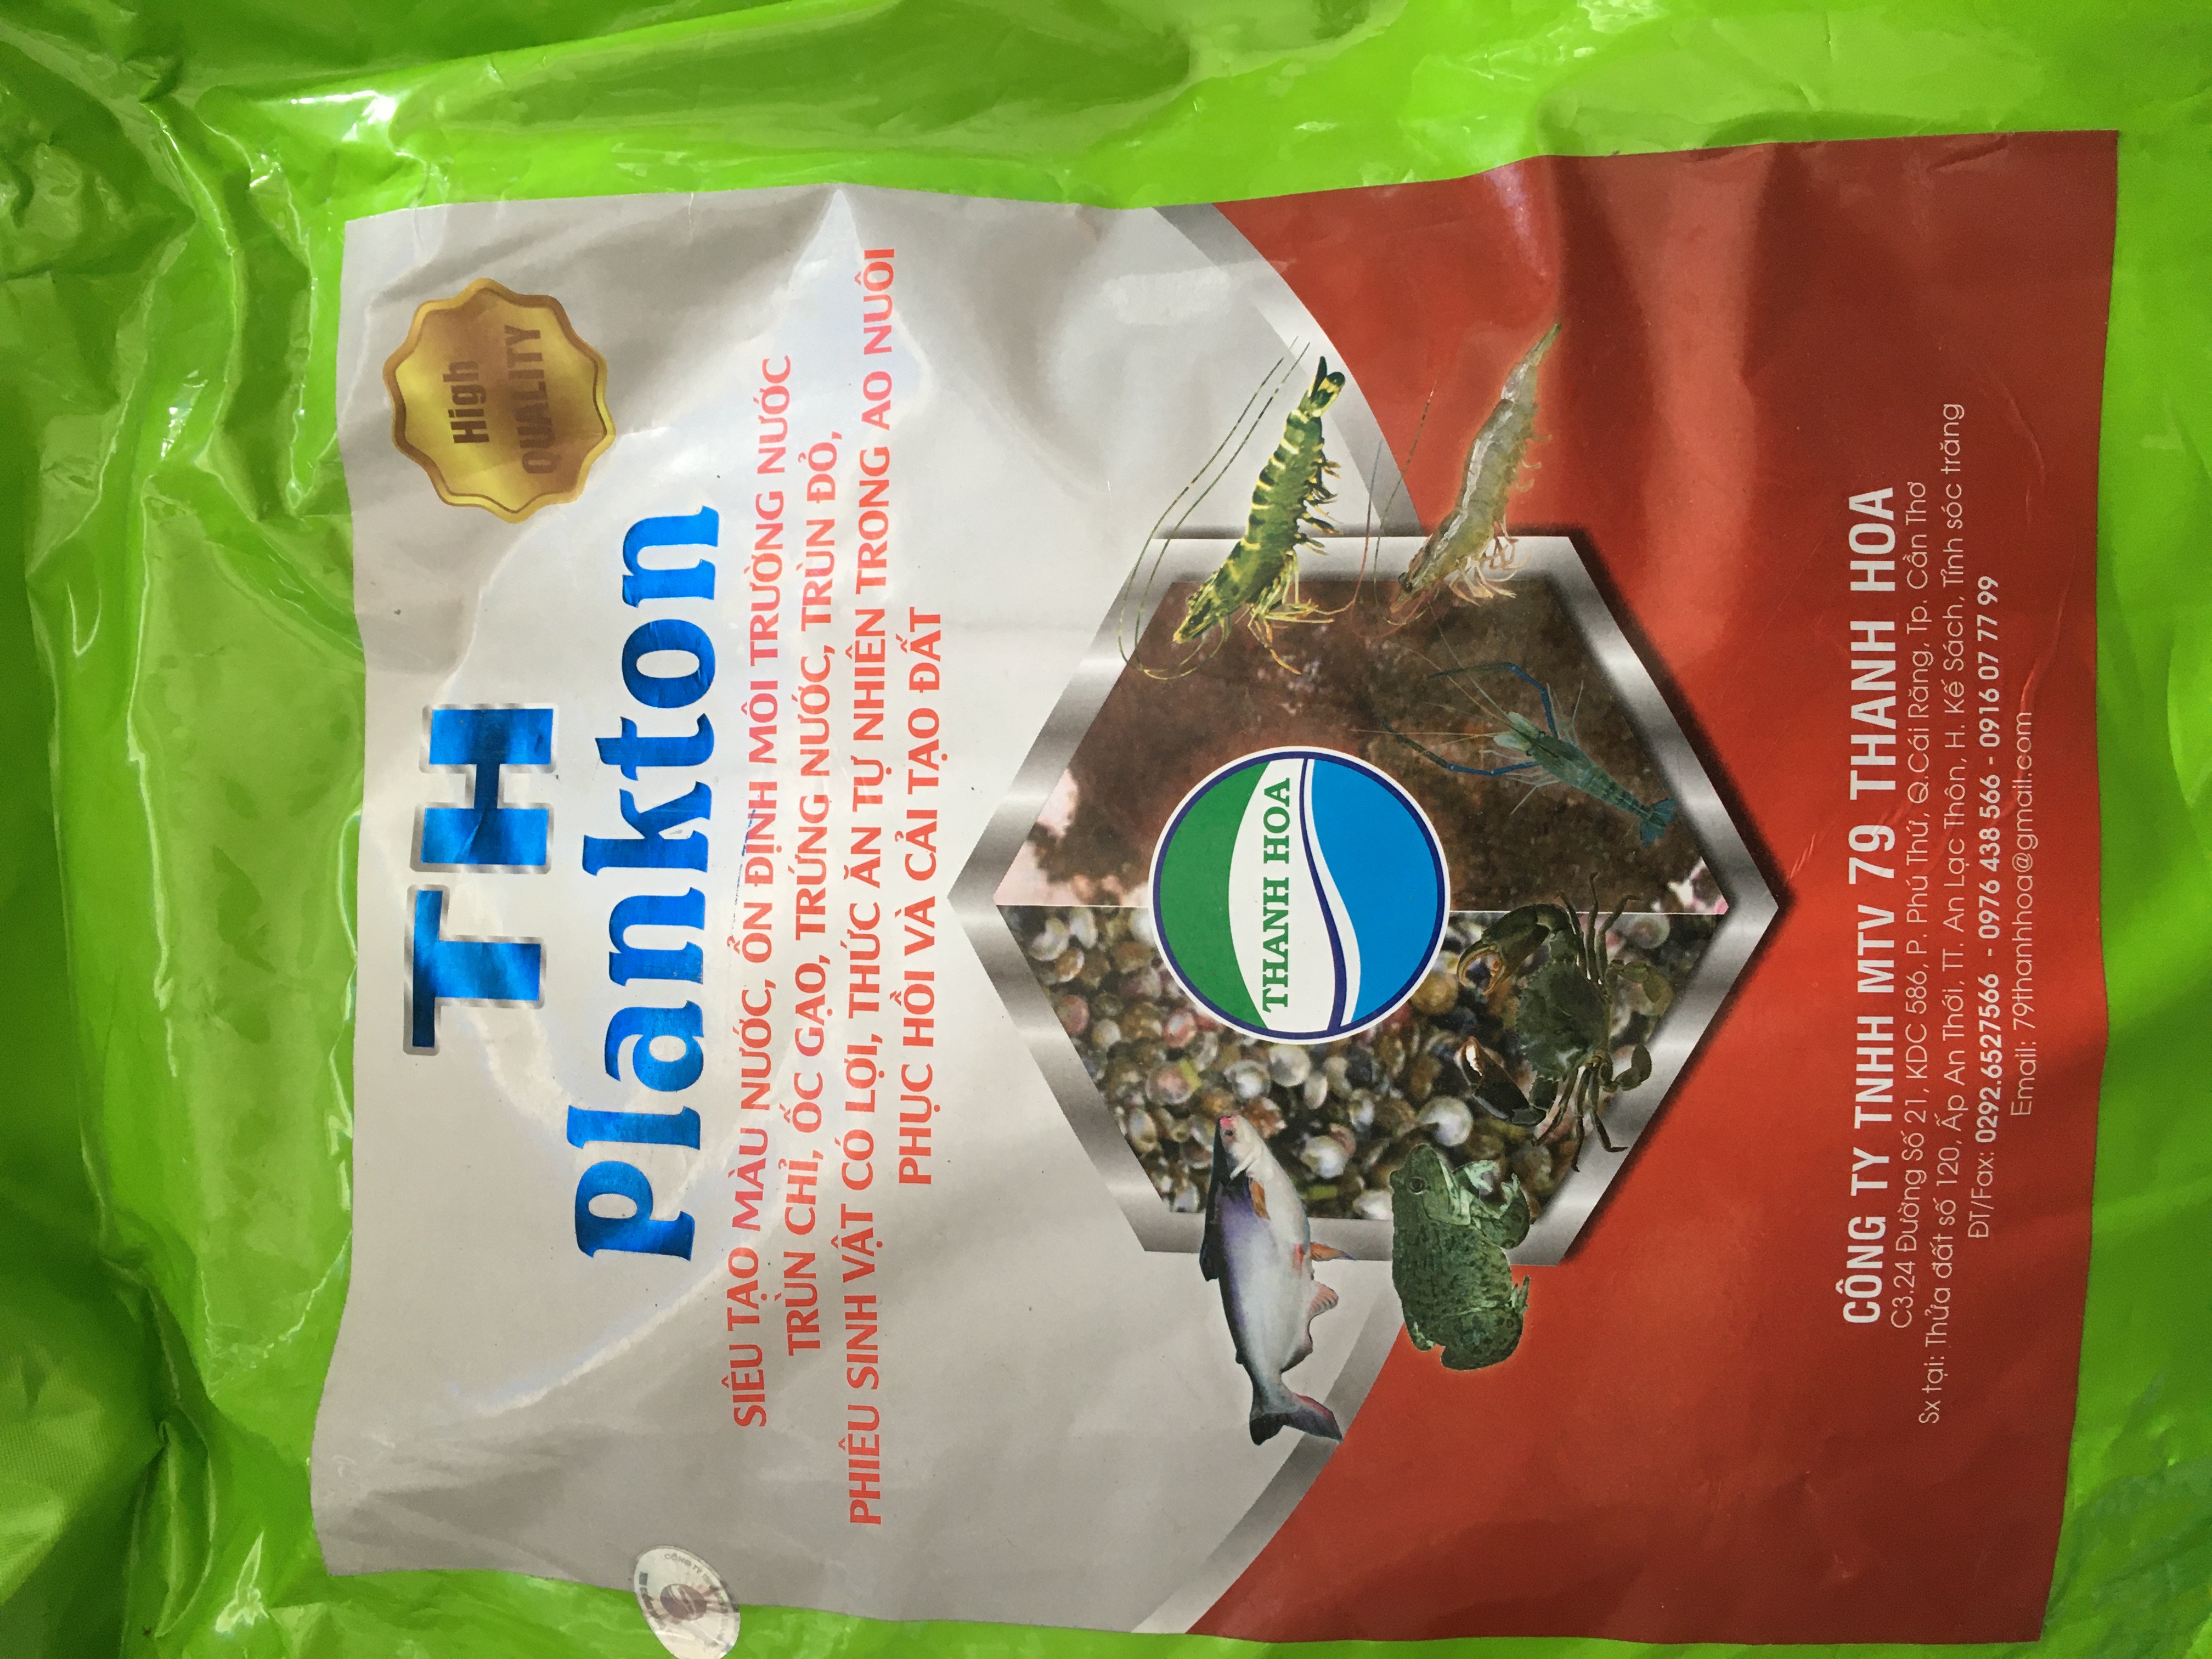 High
QUALITY
TH
plankton
SIÊU TẠO MÀU NƯỚC, ỔN ĐỊNH MÔI TRƯỜNG NƯỚC
TRÙN CHỈ, ỐC GẠO, TRỨNG NƯỚC, TRÙN ĐỎ,
PHIÊU SINH VẬT CÓ LỢI, THỨC ĂN TỰ NHIÊN TRONG AO NUÔI
PHỤC HỒI VÀ CẢI TẠO ĐẤT
THANH HOA
CÔNG TY TNHH MTV 79 THANH HOA
C3.24 Đường Số 21, KDC 586, P. Phú Thứ, Q.Cái Răng, Tp. Cần Thơ
Sx tại: Thửa đất số 120, Ấp An Thới, TT. An Lạc Thôn, H. Kế Sách, Tỉnh sóc trăng
ĐT/Fax: 0292.6527566 - 0976 438 566 - 0916 07 77 99
Email: 79thanhhoa@gmail.com